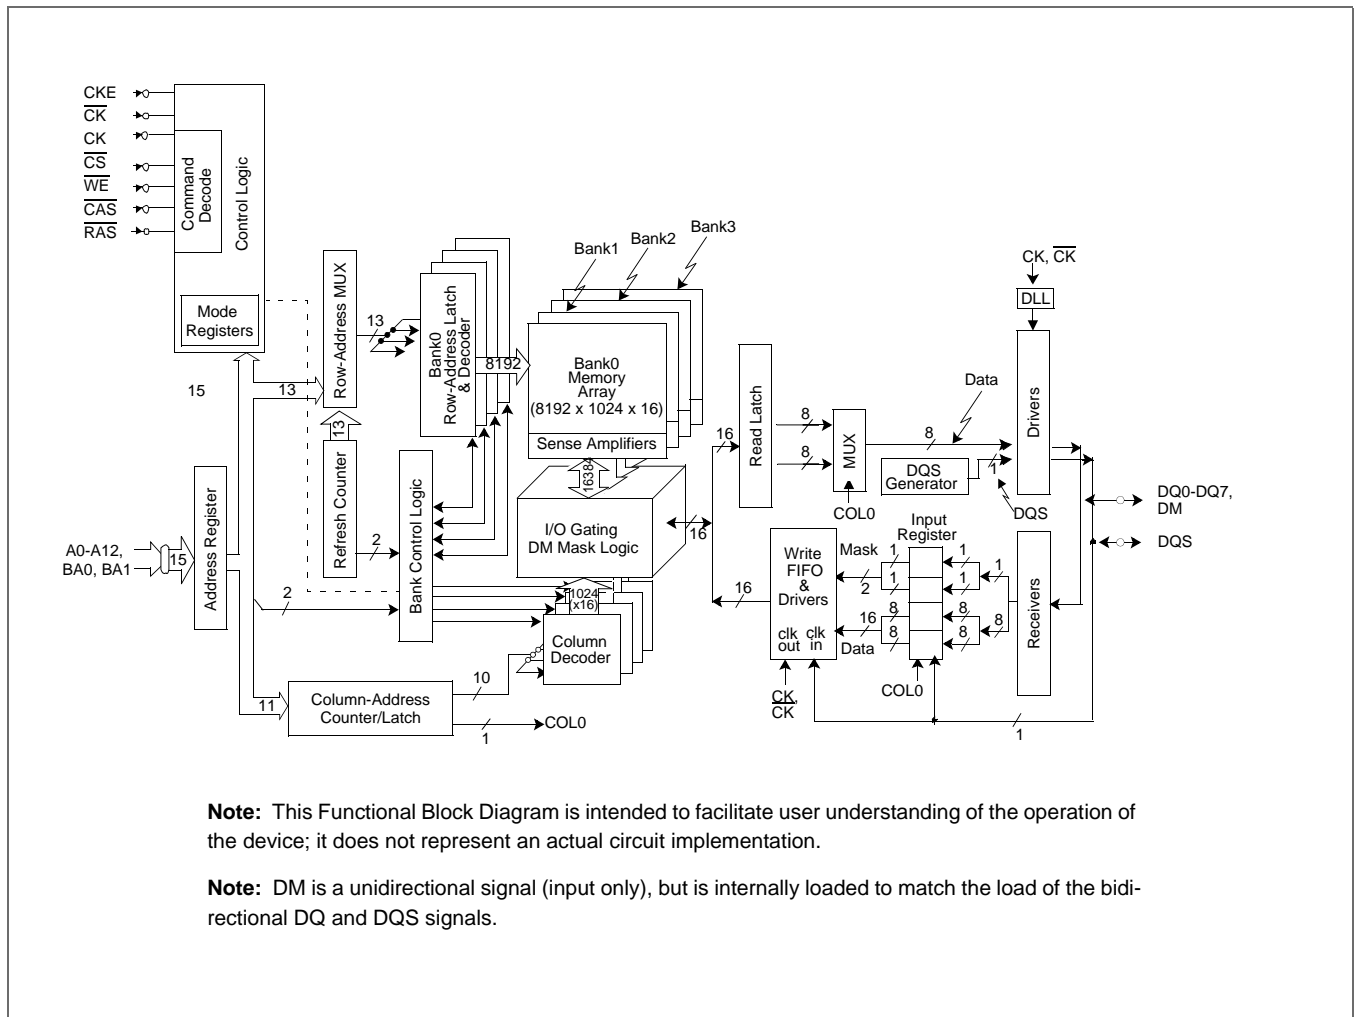 CKE
CK
CK
CS
WE
CAS
RAS
Command
Decode
Control Logic
Mode
Registers
15
13
Row-Address MUX
13
13
Refresh Counter
2
Bank0
Row-Address Latch
& Decoder
8192
Bank1
Bank2
Bank3
Bank0
Memory
Array
(8192 x 1024 x 16)
Sense Amplifiers
16384
I/O Gating
DM Mask Logic
16
Bank Control Logic
A0-A12,
BA0, BA1
15
Address Register
2
1024
(x16)
Column
Decoder
11
Column-Address
Counter/Latch
10
1
COL0
16
Read Latch
8
8
MUX
COL0
8
Data
DQS
Generator
1
DQS
CK, CK
DLL
Drivers
DQ0-DQ7,
DM
DQS
16
Write
FIFO
&
Drivers
clk
out
clk
in
CK,
CK
Mask
2
16
Data
Input
Register
1
1
8
8
1
1
8
8
1
8
COL0
Receivers
1
Note: This Functional Block Diagram is intended to facilitate user understanding of the operation of
the device; it does not represent an actual circuit implementation.
Note: DM is a unidirectional signal (input only), but is internally loaded to match the load of the bidi-
rectional DQ and DQS signals.